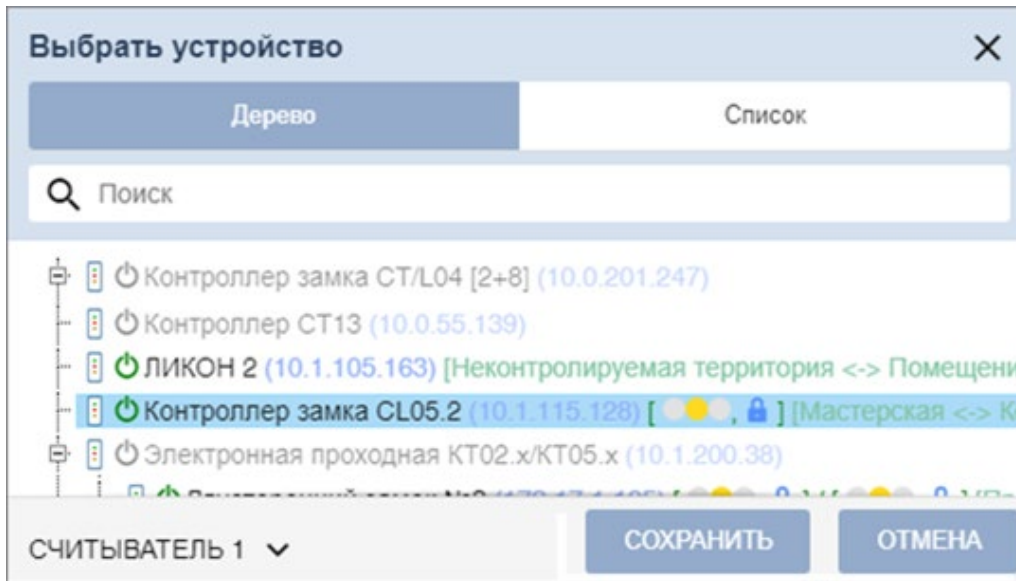 Выбрать устройство
Дерево Список
Поиск
Контроллер замка CT/L04 [2+8] (10.0.201.247)
Контроллер CT13 (10.0.55.139)
ЛИКОН 2 (10.1.105.163) [Неконтролируемая территория <-> Помещени
Контроллер замка CL05.2 (10.1.115.128) [ , ] [Мастерская <-> К
Электронная проходная KT02.x/KT05.x (10.1.200.38)
СЧИТЫВАТЕЛЬ 1 СОХРАНИТЬ ОТМЕНА